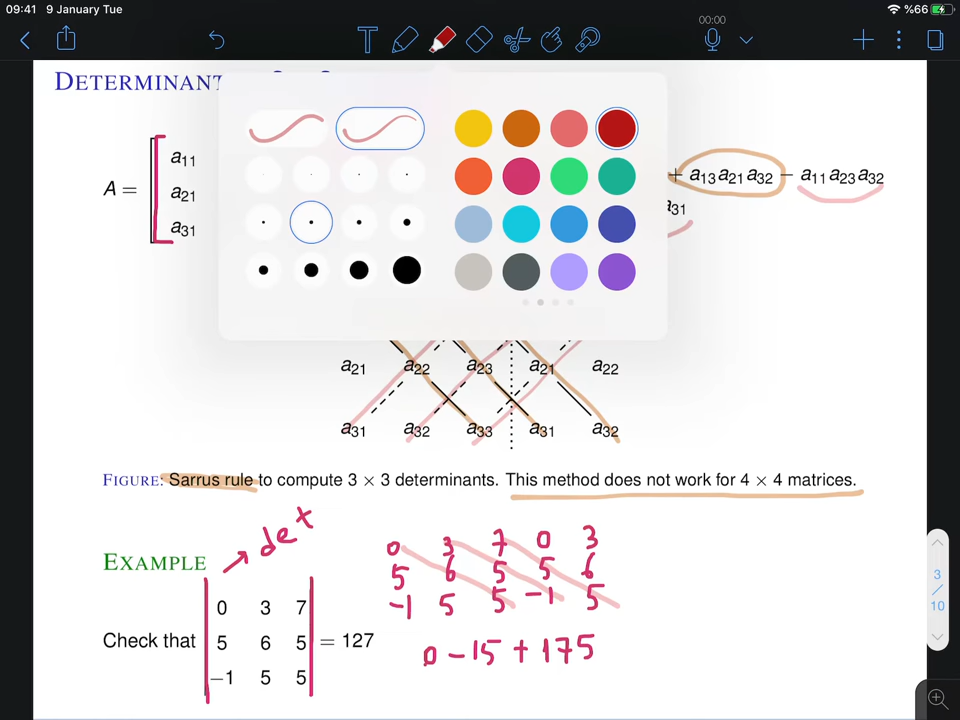 09:41 9 January Tue
%66
00:00
DETERMINANT
A =
a11
a21
a31
+ a13a21a32 − a11a23a32
a31
a21 a22 a23 a21 a22
a31 a32 a33 a31 a32
FIGURE: Sarrus rule to compute 3 × 3 determinants. This method does not work for 4 × 4 matrices.
→ det
EXAMPLE
0 3 7 0 3
5 6 5 5 6
-1 5 5 -1 5
Check that
0 3 7
5 6 5
−1 5 5
= 127
0 - 15 + 175
3
/
10